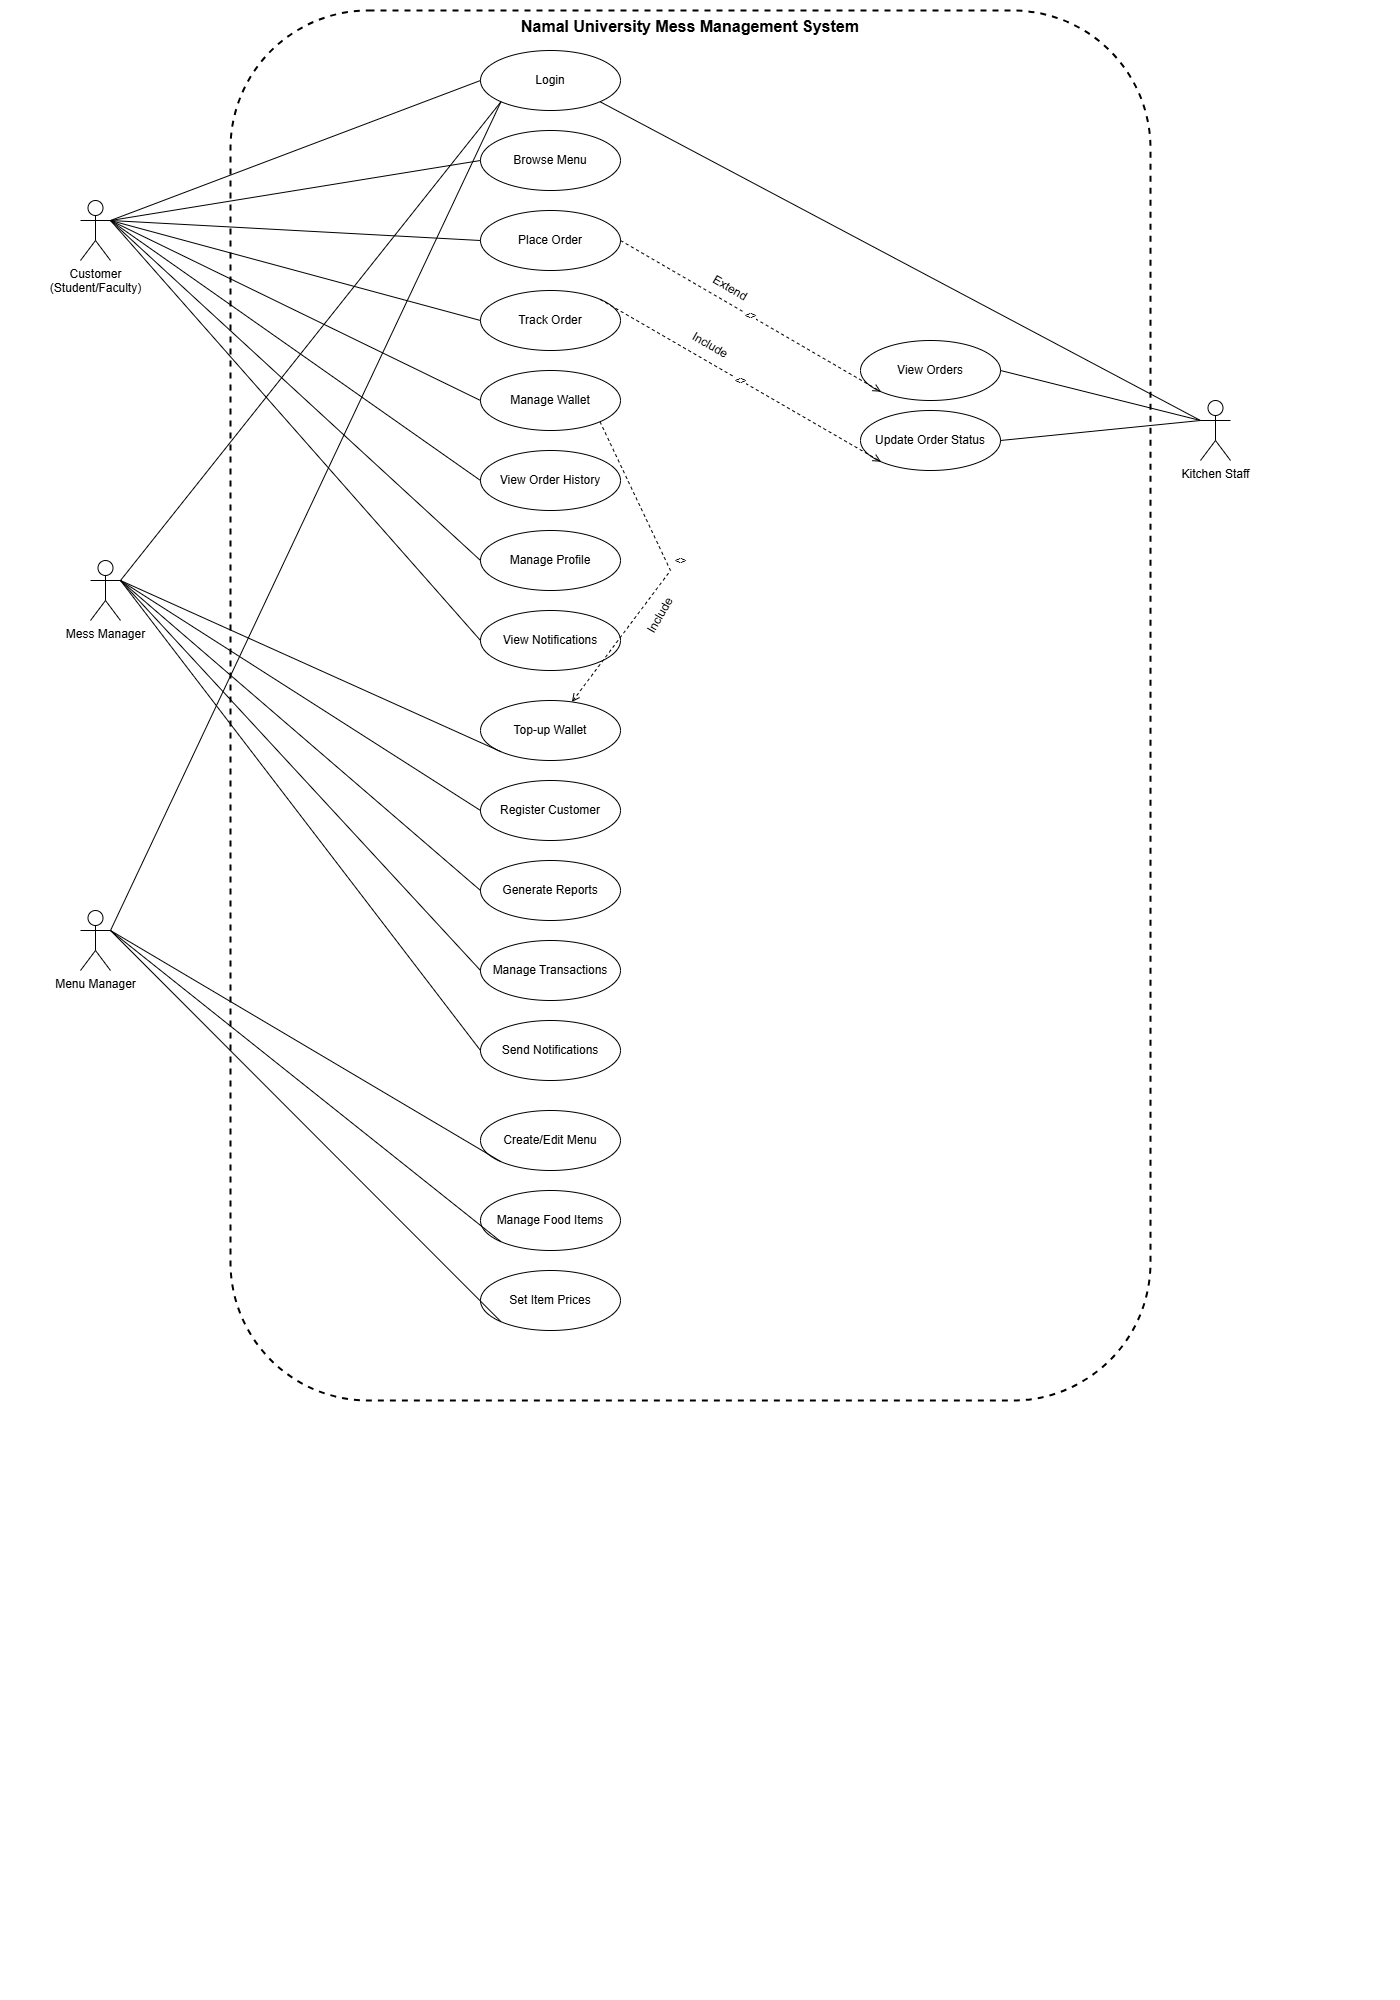 Namal University Mess Management System
Login
Browse Menu
Customer
(Student/Faculty)
Place Order
Extend
<>
Track Order
Include
<>
View Orders
Manage Wallet
Update Order Status
Kitchen Staff
View Order History
Manage Profile
<>
Include
Mess Manager
View Notifications
Top-up Wallet
Register Customer
Generate Reports
Manage Transactions
Menu Manager
Send Notifications
Create/Edit Menu
Manage Food Items
Set Item Prices